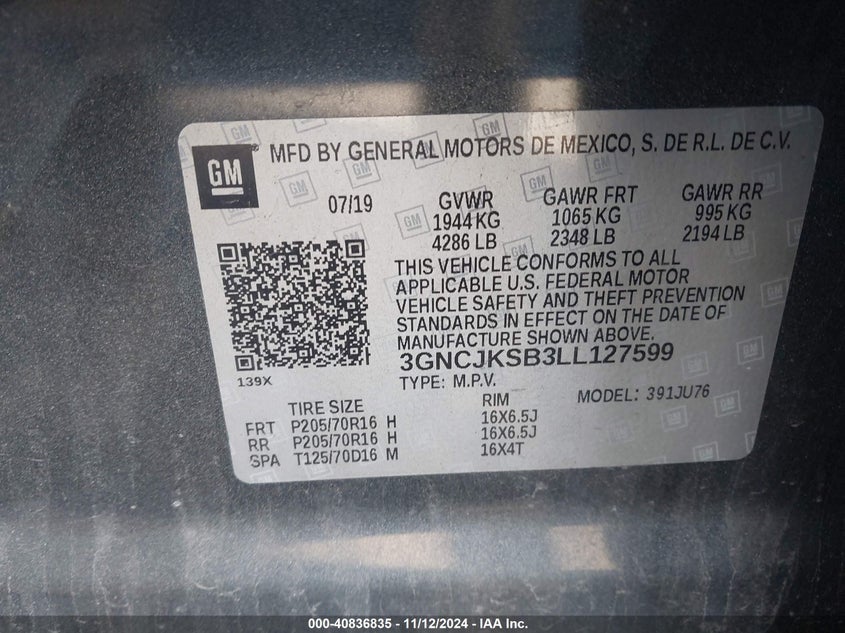 GM ® MFD BY GENERAL MOTORS DE MEXICO, S. DE R.L. DE C.V.
07/19 GVWR GAWR FRT GAWR RR
1944 KG 1065 KG 995 KG
4286 LB 2348 LB 2194 LB
THIS VEHICLE CONFORMS TO ALL
APPLICABLE U.S. FEDERAL MOTOR
VEHICLE SAFETY AND THEFT PREVENTION
STANDARDS IN EFFECT ON THE DATE OF
MANUFACTURE SHOWN ABOVE.
3GNCJKSB3LL127599
139X TYPE: M.P.V. MODEL: 391JU76
TIRE SIZE RIM
FRT P205/70R16 H 16X6.5J
RR P205/70R16 H 16X6.5J
SPA T125/70D16 M 16X4T
000-40836835 - 11/12/2024 - IAA Inc.